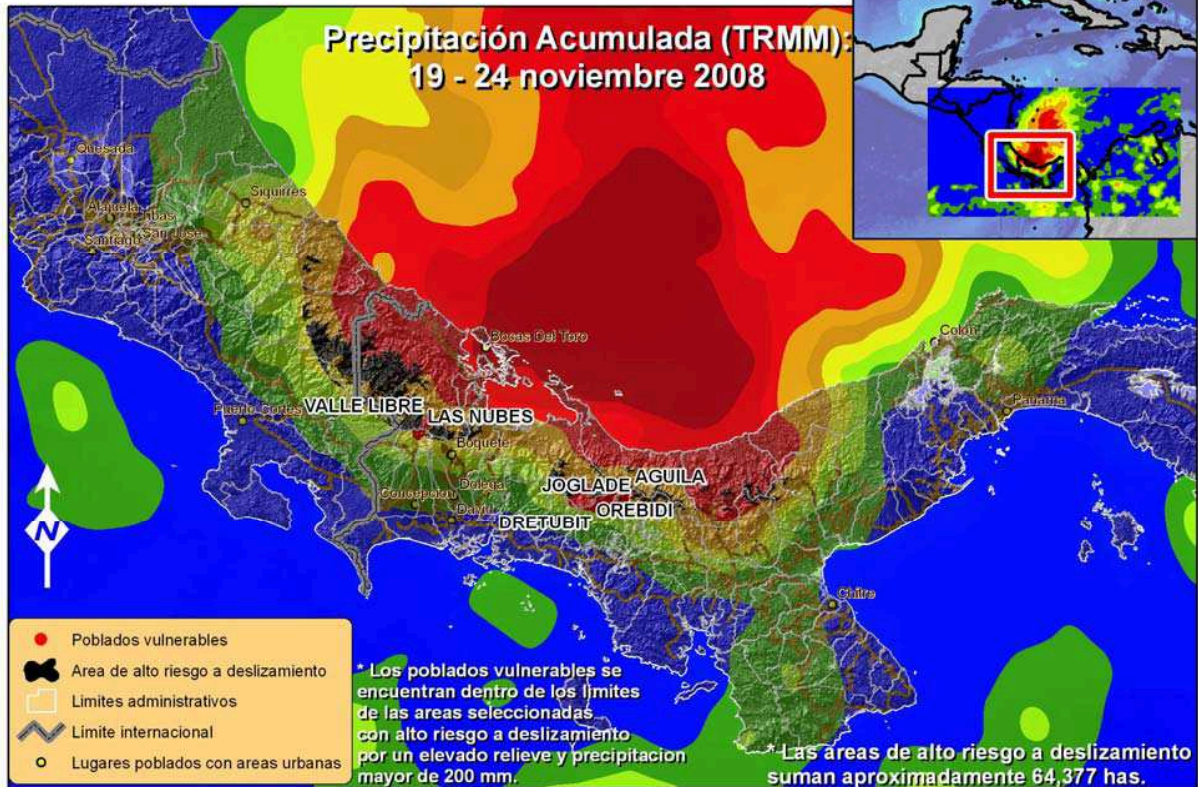 Precipitación Acumulada (TRMM):
19 - 24 noviembre 2008
Quesada
Siquirres
Alajuela
Tibas
Santiago
San Jose
Bocas Del Toro
Colon
Panama
Puerto Cortes
VALLE LIBRE
LAS NUBES
Boquete
Dolega
Concepcion
David
JOGLADE
AGUILA
OREBIDI
DRETUBIT
Chitre
N
Poblados vulnerables
Area de alto riesgo a deslizamiento
Limites administrativos
Limite internacional
Lugares poblados con areas urbanas
* Los poblados vulnerables se
encuentran dentro de los limites
de las areas seleccionadas
con alto riesgo a deslizamiento
por un elevado relieve y precipitacion
mayor de 200 mm.
* Las areas de alto riesgo a deslizamiento
suman aproximadamente 64,377 has.